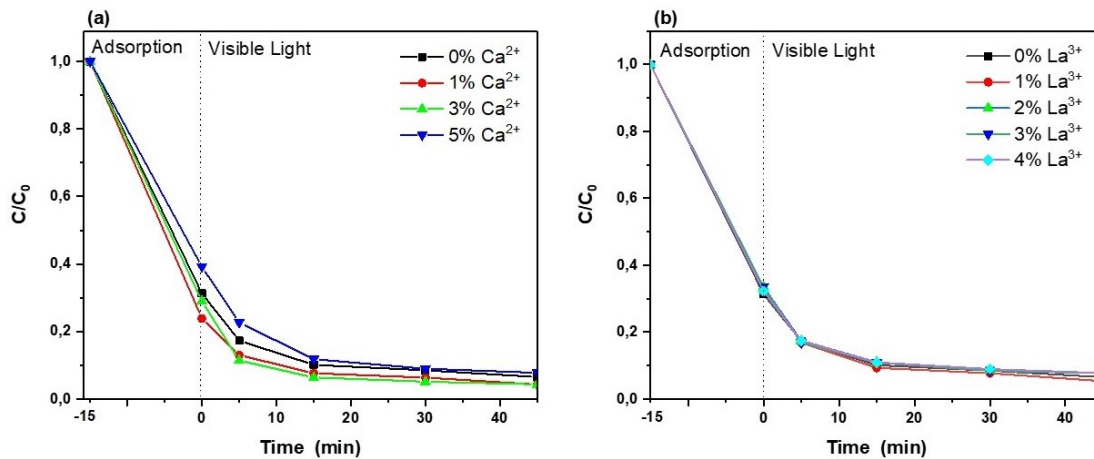 (a)
Adsorption
Visible Light
0% Ca²⁺
1% Ca²⁺
3% Ca²⁺
5% Ca²⁺
1,0
0,8
0,6
0,4
0,2
0,0
C/C₀
-15
0
15
30
45
Time (min)
(b)
Adsorption
Visible Light
0% La³⁺
1% La³⁺
2% La³⁺
3% La³⁺
4% La³⁺
1,0
0,8
0,6
0,4
0,2
0,0
C/C₀
-15
0
10
20
30
40
Time (min)